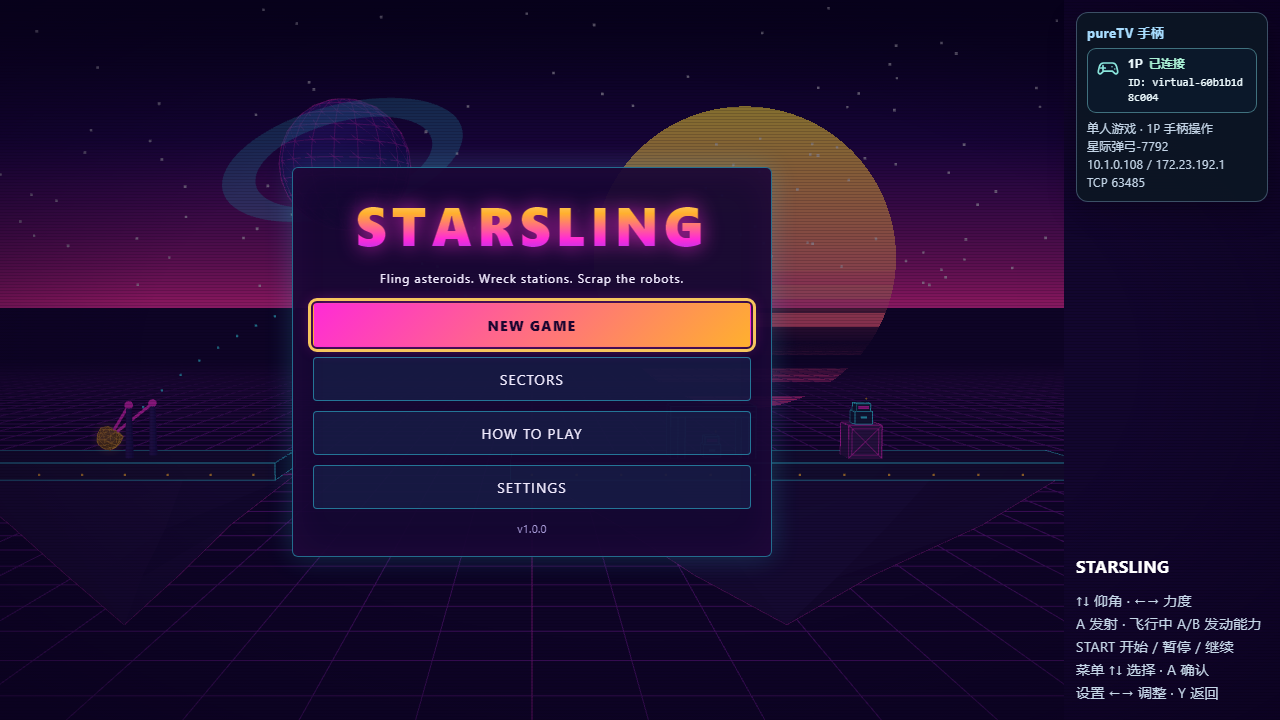 STARSLING
Fling asteroids. Wreck stations. Scrap the robots.
NEW GAME
SECTORS
HOW TO PLAY
SETTINGS
v1.0.0
pureTV 手柄
1P 已连接
ID: virtual-60b1b1d
8c004
单人游戏 · 1P 手柄操作
星际弹弓-7792
10.1.0.108 / 172.23.192.1
TCP 63485
STARSLING
↑↓ 仰角 · ←→ 力度
A 发射 · 飞行中 A/B 发动能力
START 开始 / 暂停 / 继续
菜单 ↑↓ 选择 · A 确认
设置 ←→ 调整 · Y 返回